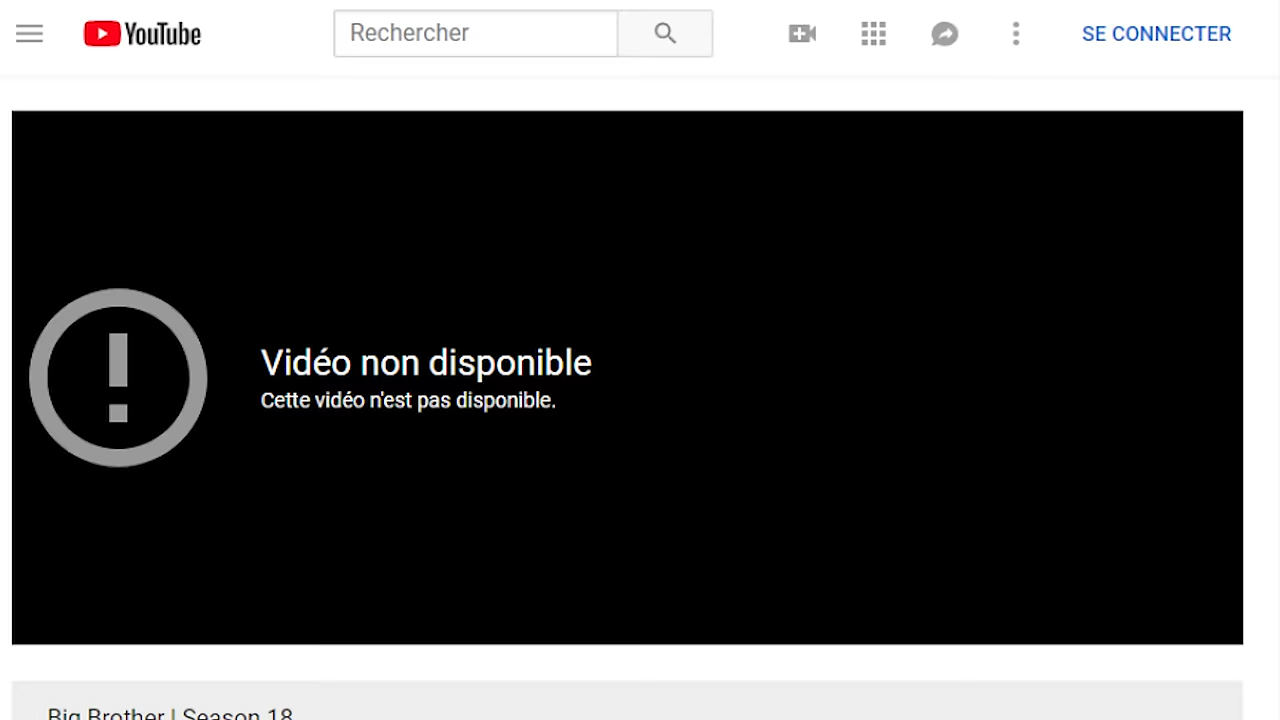 YouTube
Rechercher
SE CONNECTER
Vidéo non disponible
Cette vidéo n'est pas disponible.
Big Brother | Season 18